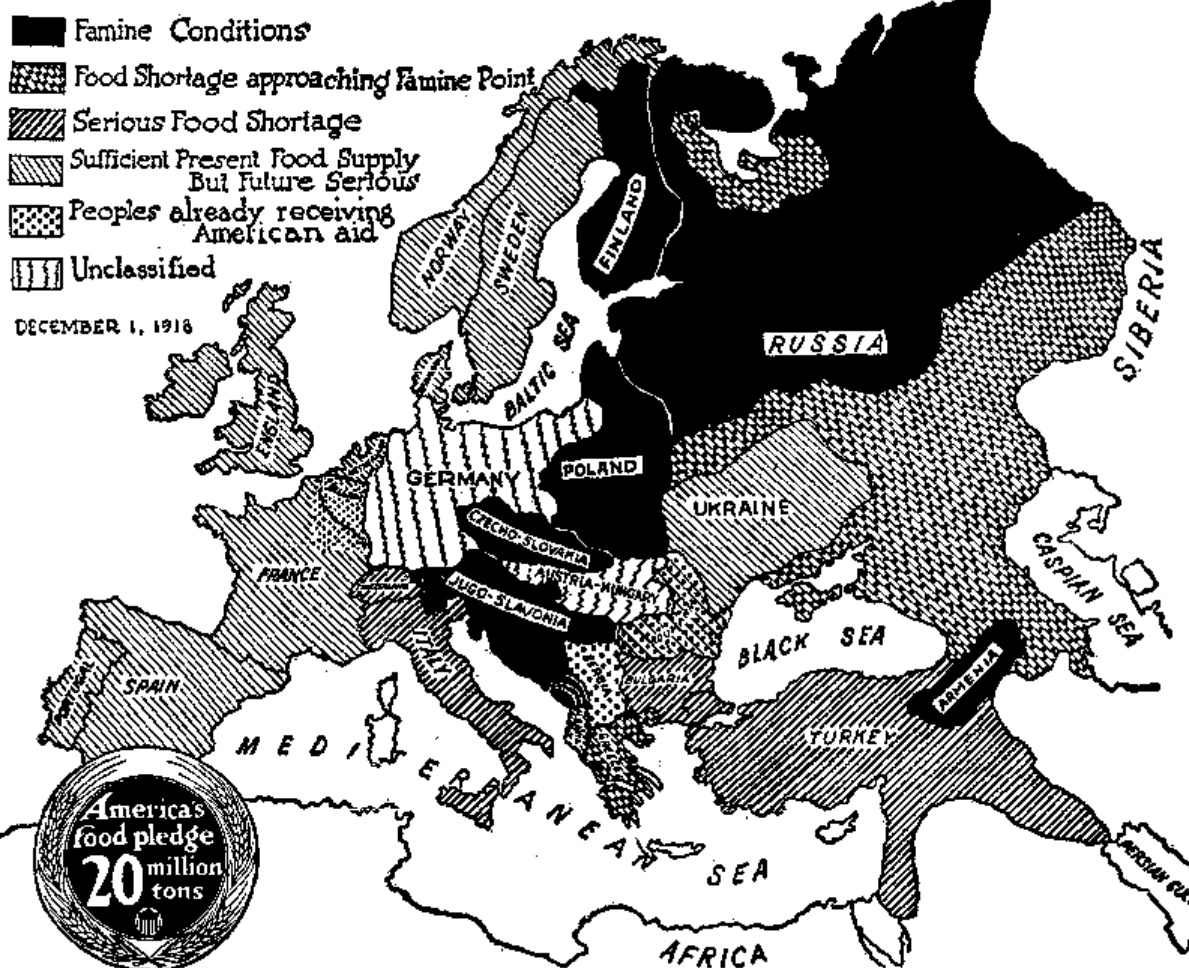 Famine Conditions
Food Shortage approaching Famine Point
Serious Food Shortage
Sufficient Present Food Supply
But Future Serious
Peoples already receiving
American aid
Unclassified
DECEMBER 1, 1918
NORWAY
SWEDEN
FINLAND
BALTIC SEA
RUSSIA
SIBERIA
ENGLAND
GERMANY
POLAND
UKRAINE
CZECHO-SLOVAKIA
AUSTRIA-HUNGARY
JUGO-SLAVONIA
FRANCE
CASPIAN SEA
BLACK SEA
ITALY
SERBIA
BULGARIA
ARMENIA
SPAIN
PORTUGAL
TURKEY
MEDITERRANEAN
SEA
AFRICA
America's
food pledge
20 million
tons